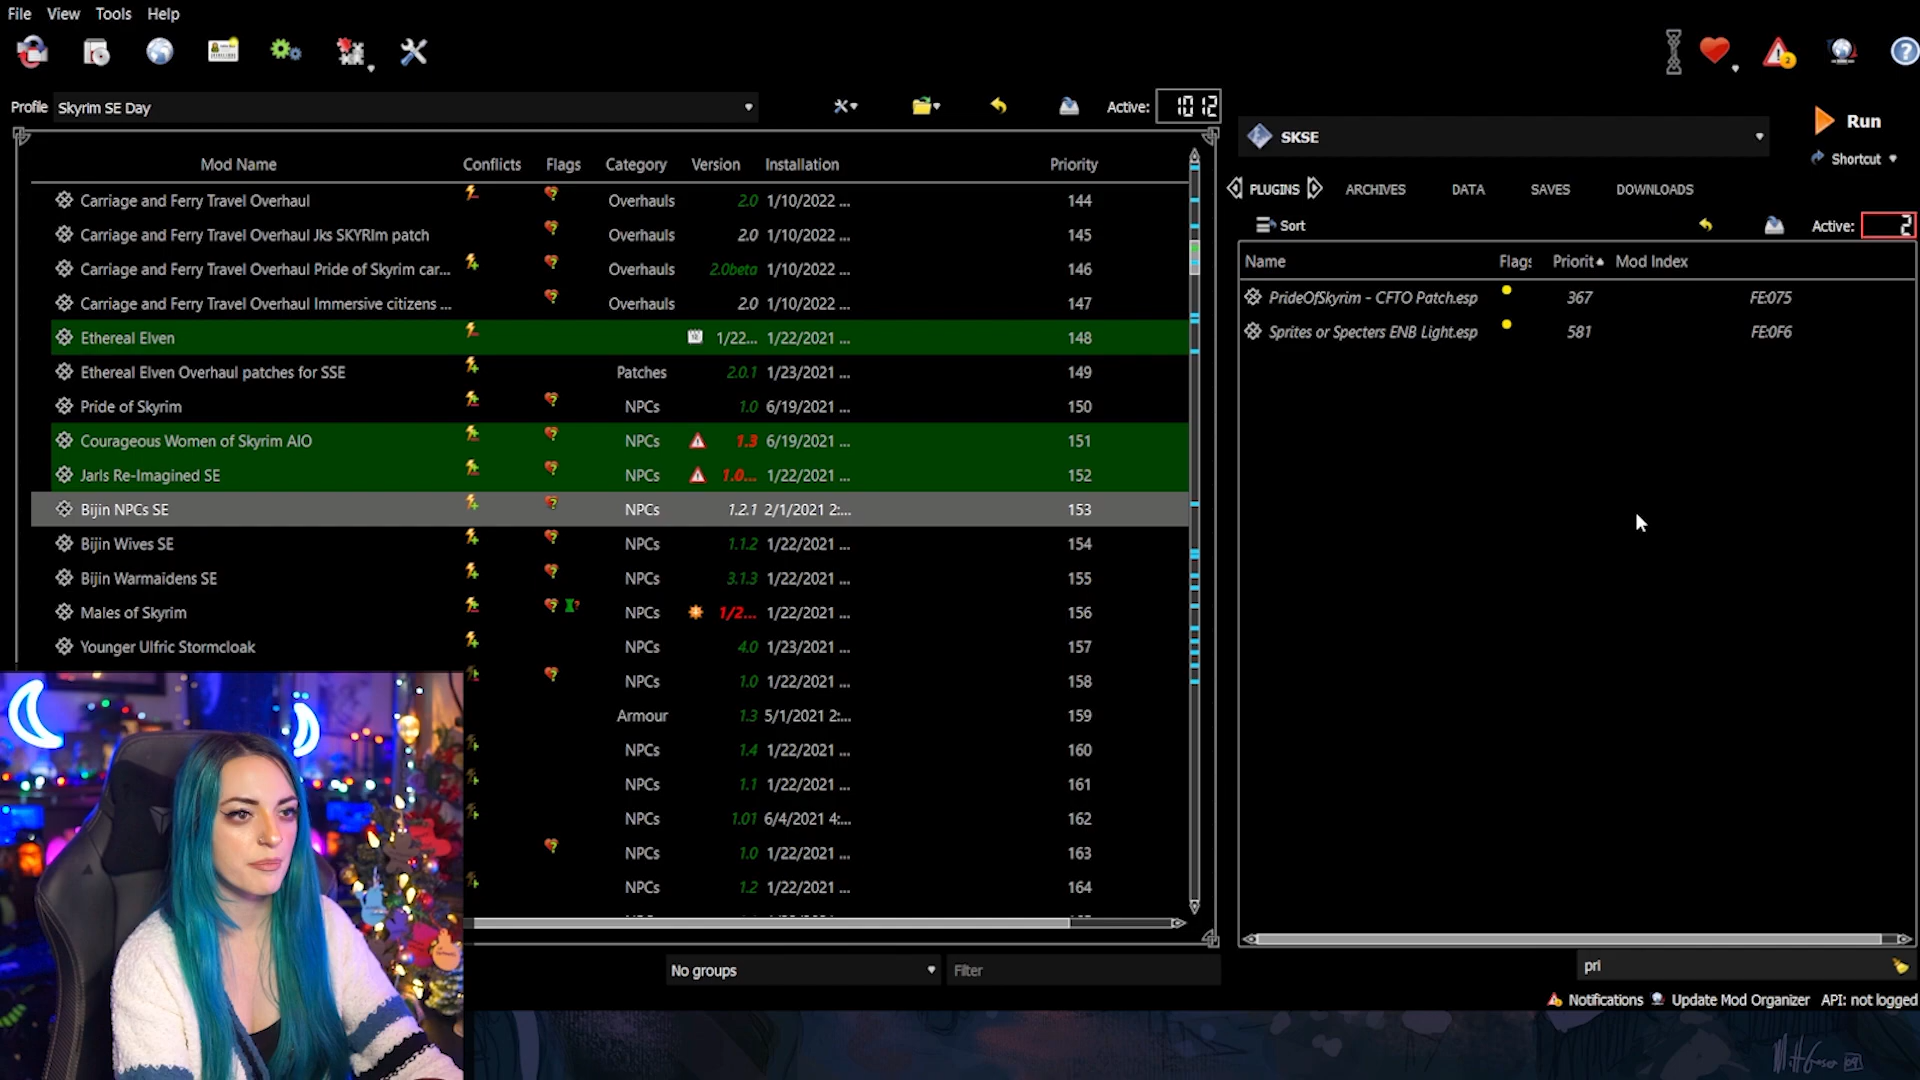 File View Tools Help
Profile Skyrim SE Day Active: 1012
Mod Name Conflicts Flags Category Version Installation Priority
Carriage and Ferry Travel Overhaul Overhauls 2.0 1/10/2022 ... 144
Carriage and Ferry Travel Overhaul Jks SKYRIm patch Overhauls 2.0 1/10/2022 ... 145
Carriage and Ferry Travel Overhaul Pride of Skyrim car... Overhauls 2.0beta 1/10/2022 ... 146
Carriage and Ferry Travel Overhaul Immersive citizens ... Overhauls 2.0 1/10/2022 ... 147
Ethereal Elven 1/22... 1/22/2021 ... 148
Ethereal Elven Overhaul patches for SSE Patches 2.0.1 1/23/2021 ... 149
Pride of Skyrim NPCs 1.0 6/19/2021 ... 150
Courageous Women of Skyrim AIO NPCs 1.3 6/19/2021 ... 151
Jarls Re-Imagined SE NPCs 1.0... 1/22/2021 ... 152
Bijin NPCs SE NPCs 1.2.1 2/1/2021 2:... 153
Bijin Wives SE NPCs 1.1.2 1/22/2021 ... 154
Bijin Warmaidens SE NPCs 3.1.3 1/22/2021 ... 155
Males of Skyrim NPCs 1/2... 1/22/2021 ... 156
Younger Ulfric Stormcloak NPCs 4.0 1/23/2021 ... 157
NPCs 1.0 1/22/2021 ... 158
Armour 1.3 5/1/2021 2:... 159
NPCs 1.4 1/22/2021 ... 160
NPCs 1.1 1/22/2021 ... 161
NPCs 1.01 6/4/2021 4:... 162
NPCs 1.0 1/22/2021 ... 163
NPCs 1.2 1/22/2021 ... 164
No groups Filter
SKSE
Run
Shortcut
PLUGINS ARCHIVES DATA SAVES DOWNLOADS
Sort Active: 2
Name Flags Priorit Mod Index
PrideOfSkyrim - CFTO Patch.esp 367 FE:075
Sprites or Specters ENB Light.esp 581 FE:0F6
pri
Notifications Update Mod Organizer API: not logged